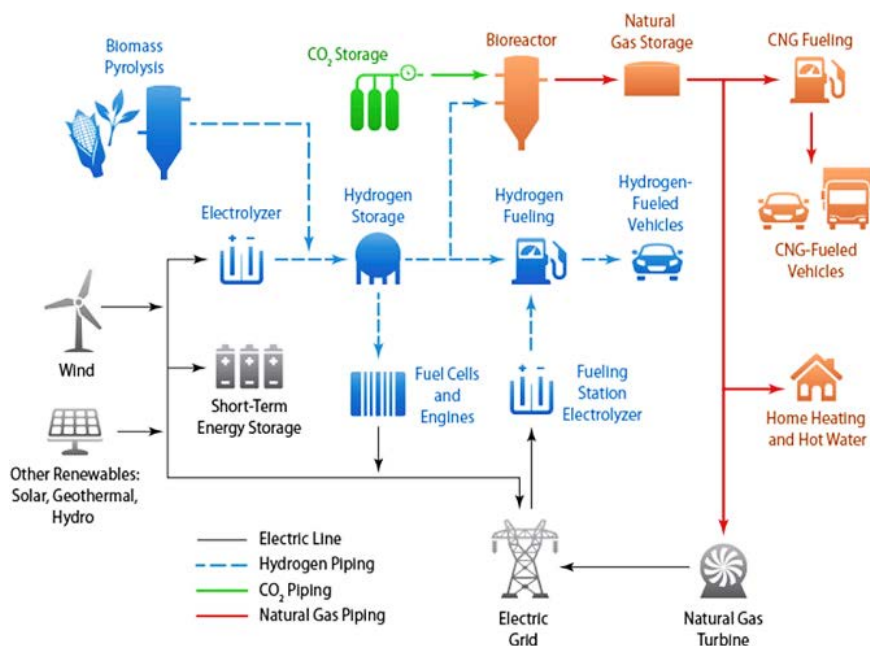 Biomass
Pyrolysis
CO₂ Storage
Bioreactor
Natural
Gas Storage
CNG Fueling
Electrolyzer
Hydrogen
Storage
Hydrogen
Fueling
Hydrogen-
Fueled
Vehicles
CNG-Fueled
Vehicles
Wind
Short-Term
Energy Storage
Fuel Cells
and
Engines
Fueling
Station
Electrolyzer
Home Heating
and Hot Water
Other Renewables:
Solar, Geothermal,
Hydro
Electric Line
Hydrogen Piping
CO₂ Piping
Natural Gas Piping
Electric
Grid
Natural Gas
Turbine